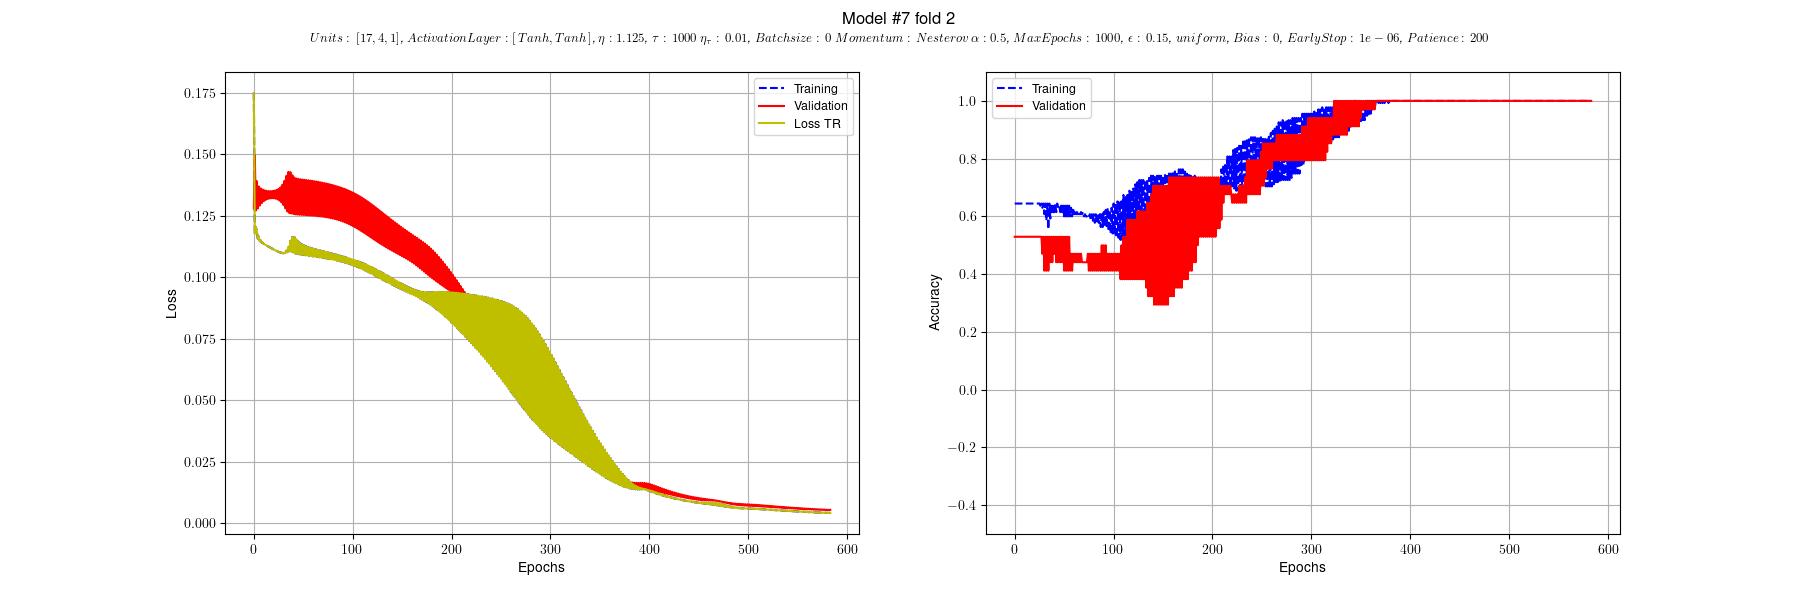 Model #7 fold 2
Units : [17, 4, 1], ActivationLayer : [Tanh, Tanh], η : 1.125, τ : 1000 ητ : 0.01, Batchsize : 0 Momentum : Nesterov α : 0.5, MaxEpochs : 1000, ϵ : 0.15, uniform, Bias : 0, EarlyStop : 1e − 06, Patience : 200
Training
Validation
Loss TR
0.175
0.150
0.125
0.100
0.075
0.050
0.025
0.000
Loss
0 100 200 300 400 500 600
Epochs
Training
Validation
1.0
0.8
0.6
0.4
0.2
0.0
−0.2
−0.4
Accuracy
0 100 200 300 400 500 600
Epochs